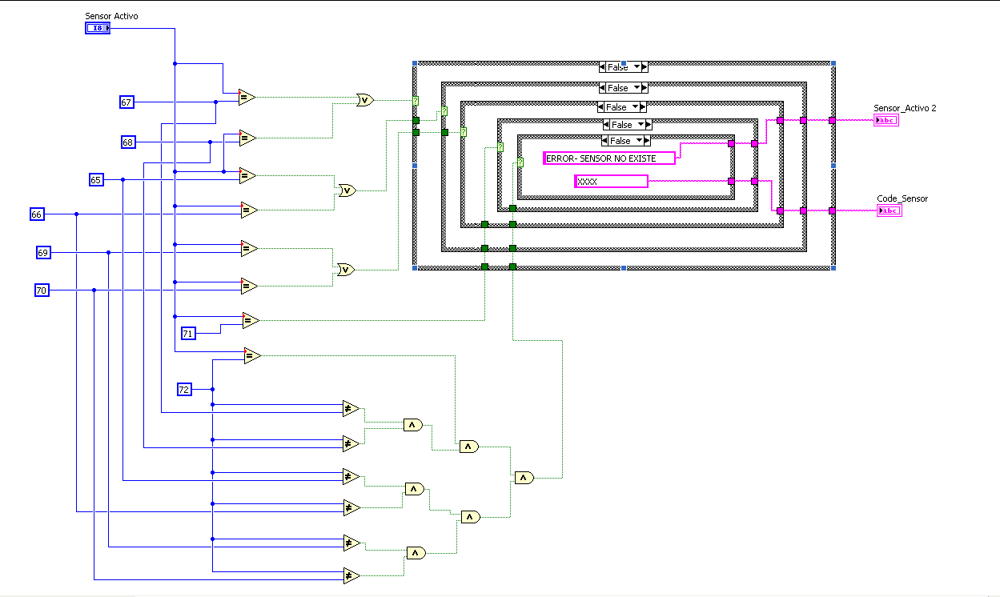 Sensor Activo
I8
67
68
65
66
69
70
71
72
False
False
False
False
False
ERROR- SENSOR NO EXISTE
XXXX
Sensor_Activo 2
abc
Code_Sensor
abc